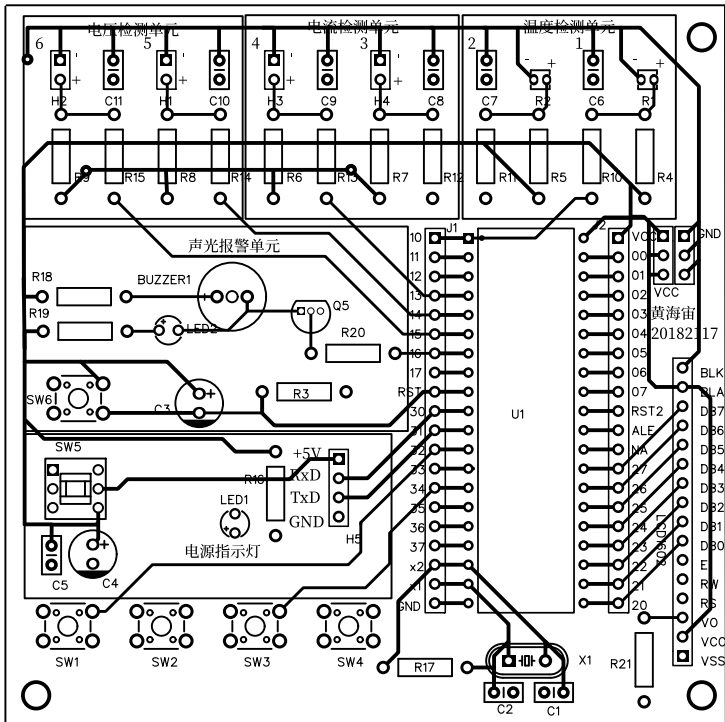 电压检测单元 电流检测单元 温度检测单元
6 - 5 - 4 - 3 - 2 + 1 +
+ + + + - -
H2 C11 H1 C10 H3 C9 H4 C8 C7 R2 C6 R1
R9 R15 R8 R14 R6 R13 R7 R12 R11 R5 R10 R4
J1 J2
声光报警单元
10 VCC GND
11 00
12 01
VCC
13 02
14 03 黄海宙
15 04 20182117
16 05
17 06
RST 07
30 RST2
31 ALE
32 NA
33 27
34 26
35 25
36 24
37 23
x2 22
x1 21
GND 20
U1
R18 BUZZER1 +
R19 LED2 Q5
R20
SW6 + C3 R3
SW5 +5V
R16 RxD
LED1 TxD
GND
H5
电源指示灯
C5 + C4
BLK
BLA
DB7
DB6
DB5
DB4
DB3
DB2
DB1
DB0
E
RW
RS
VO
VCC
VSS
LCD1602
SW1 SW2 SW3 SW4 R17 X1 R21
C2 C1